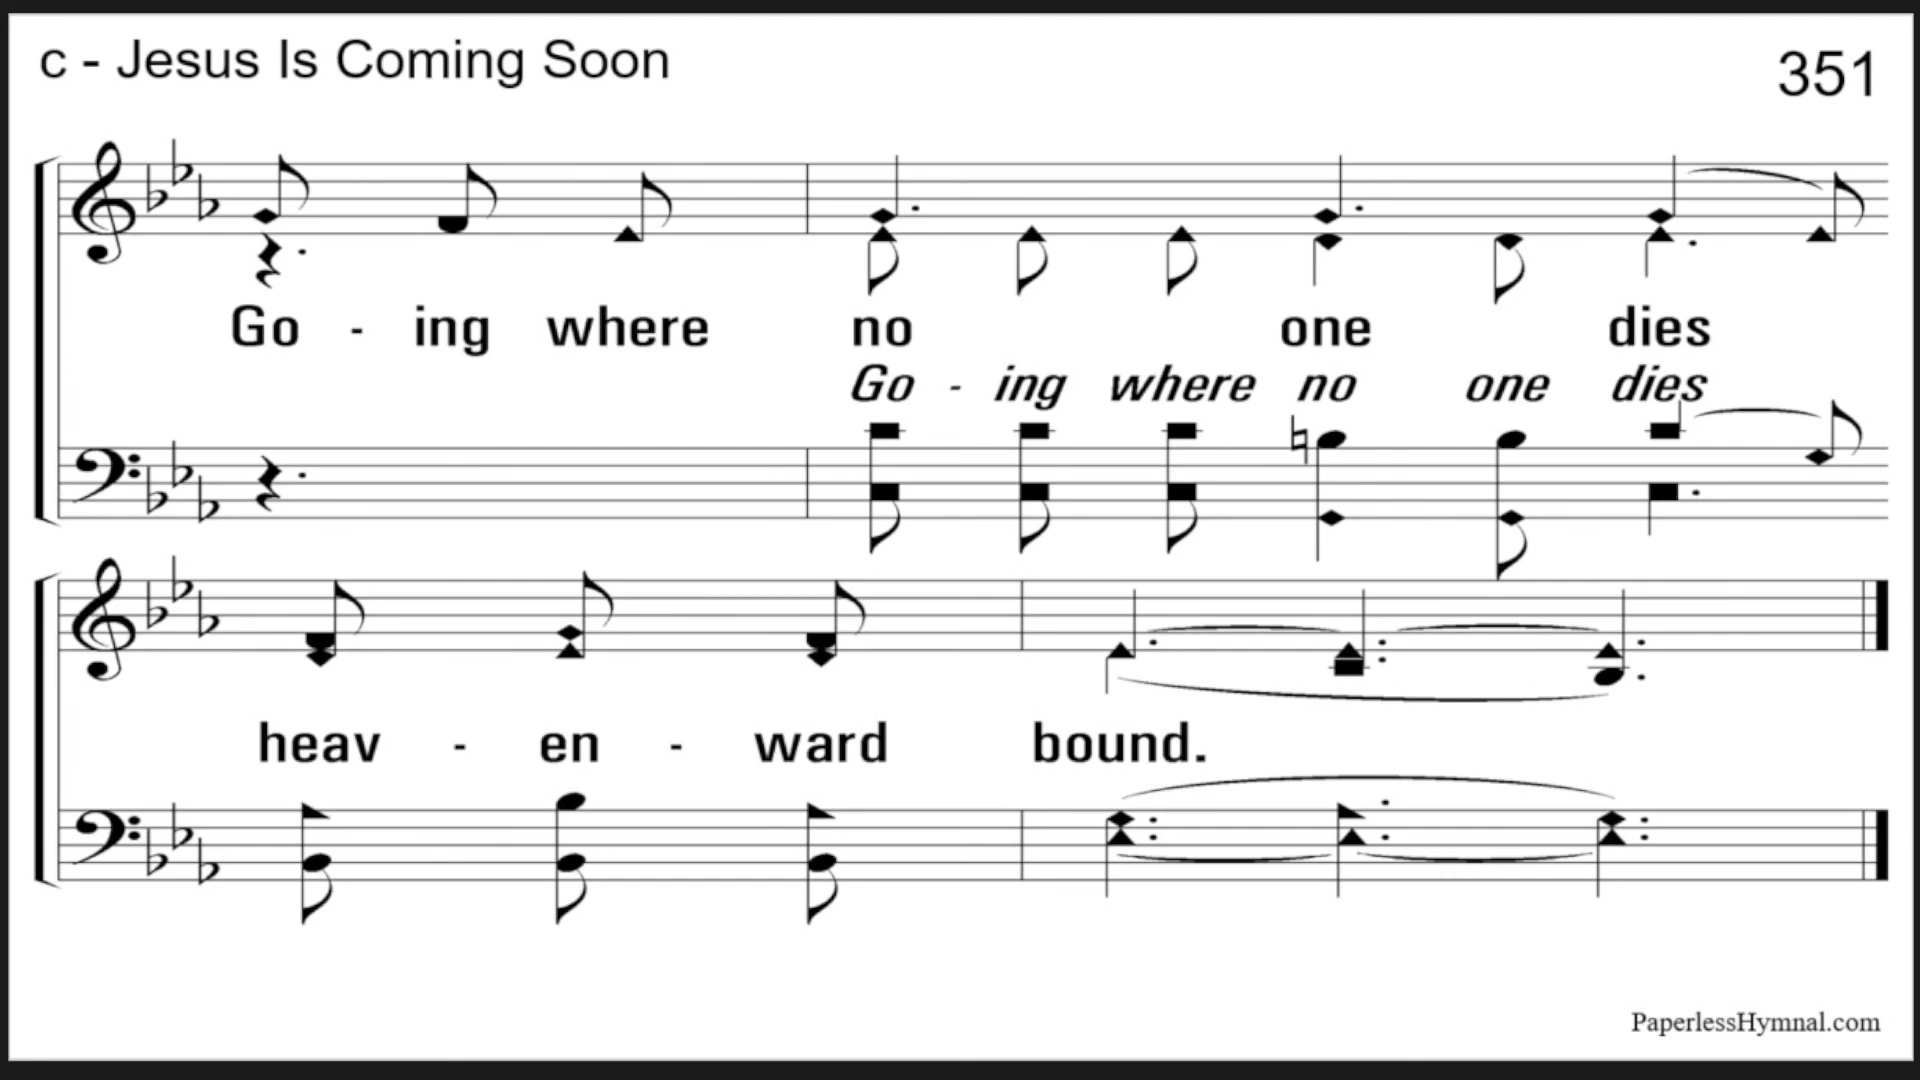 c - Jesus Is Coming Soon
351
Go - ing where no one dies
Go - ing where no one dies
heav - en - ward bound.
PaperlessHymnal.com